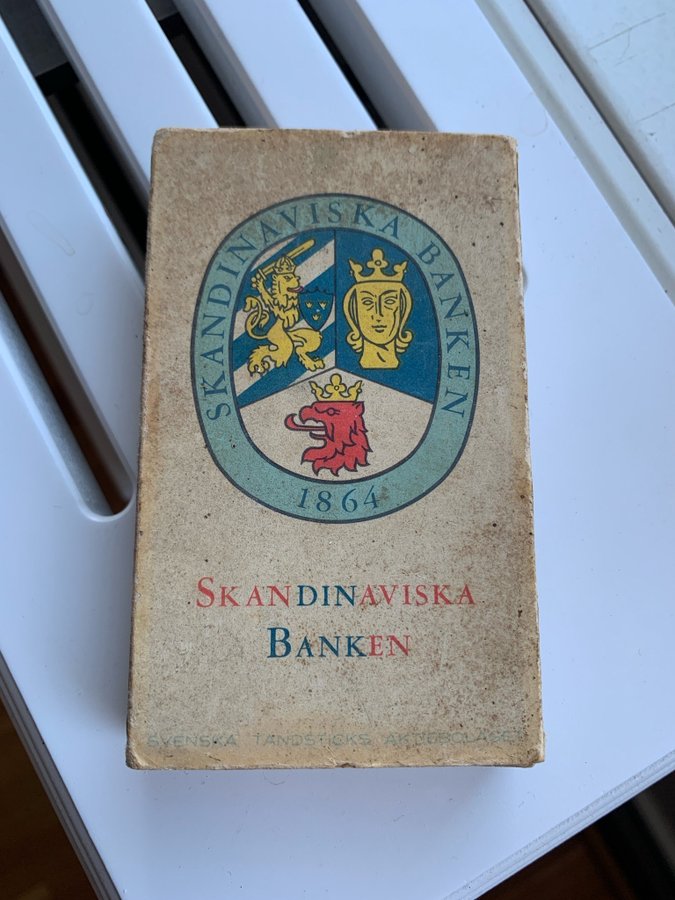 SKANDINAVISKA BANKEN
1864
SKANDINAVISKA
BANKEN
SVENSKA TÄNDSTICKS AKTIEBOLAGET